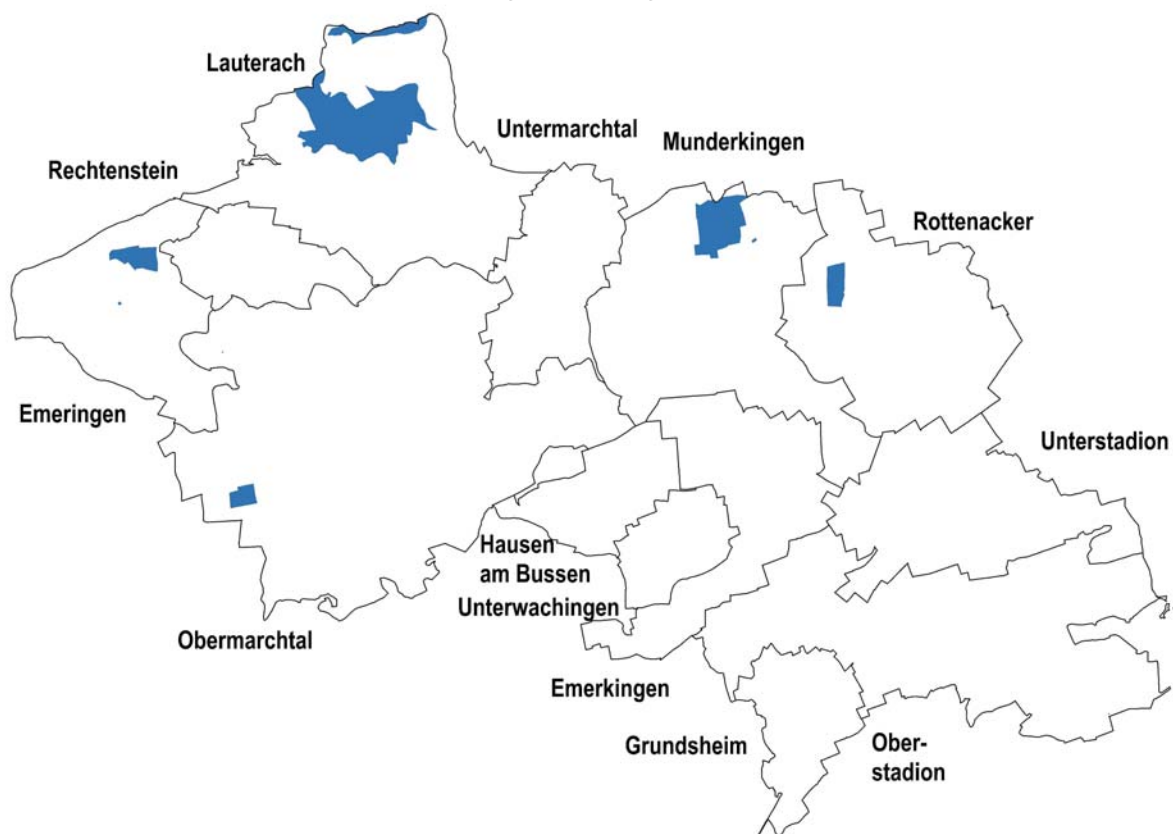 Lauterach
Untermarchtal
Munderkingen
Rechtenstein
Rottenacker
Emeringen
Unterstadion
Hausen
am Bussen
Unterwachingen
Obermarchtal
Emerkingen
Grundsheim
Ober-
stadion